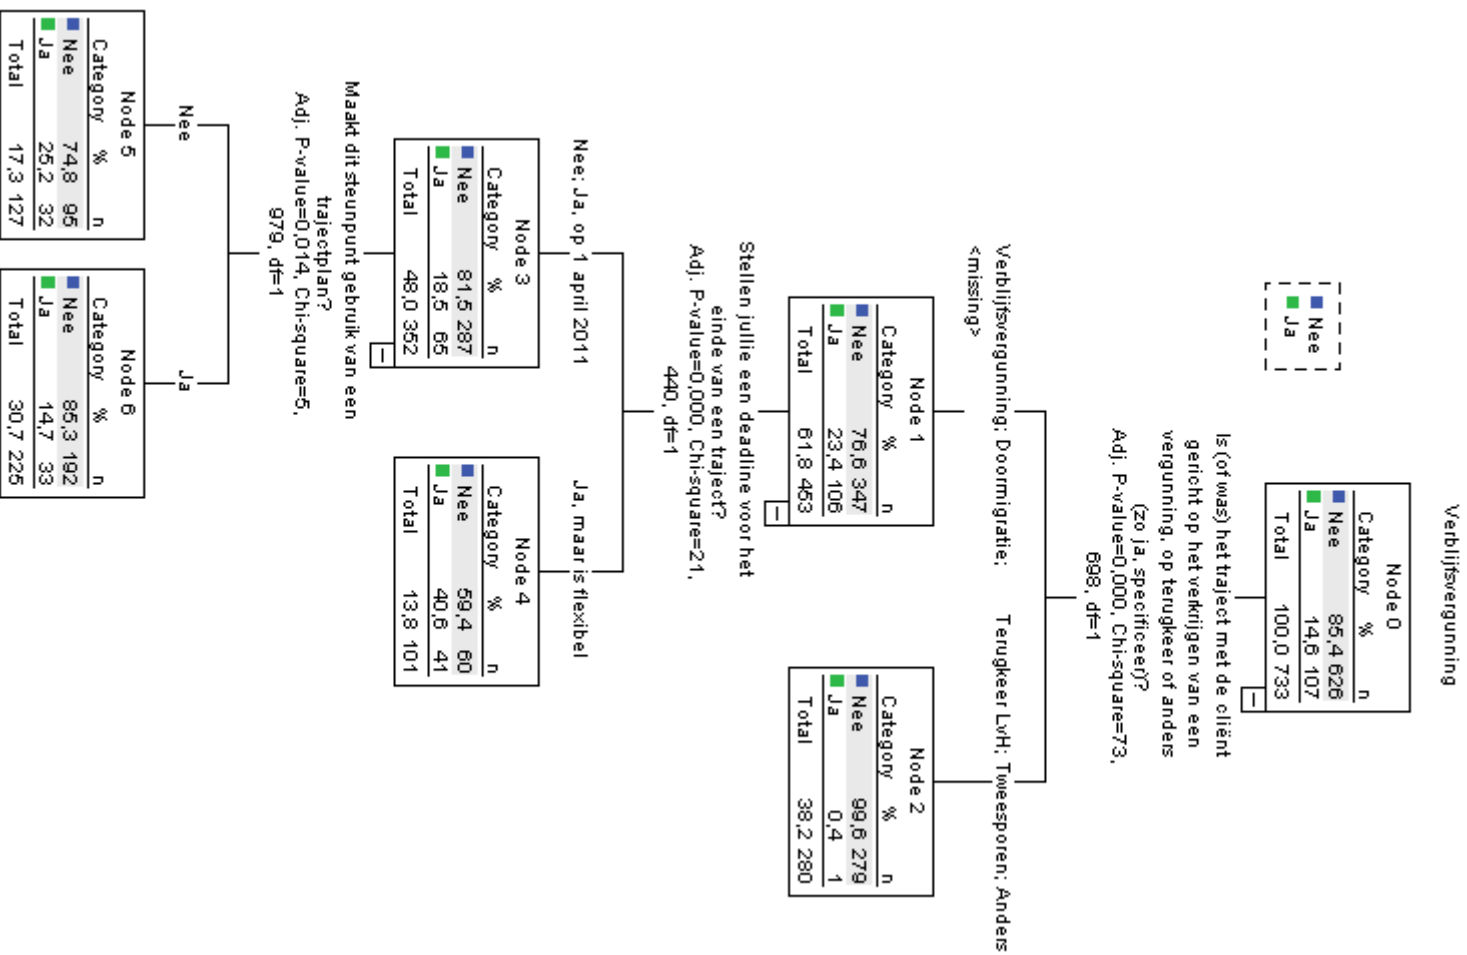 Verblijfsvergunning
Node 0
Category % n
Nee 85,4 626
Ja 14,6 107
Total 100,0 733
Nee
Ja
Is (of was) het traject met de cliënt
gericht op het verkrijgen van een
vergunning, op terugkeer of anders
(zo ja, specificeer)?
Adj. P-value=0,000, Chi-square=73,
698, df=1
Verblijfsvergunning; Doormigratie;
<missing>
Terugkeer LvH; Tweesporen; Anders
Node 1
Category % n
Nee 76,6 347
Ja 23,4 106
Total 61,8 453
Node 2
Category % n
Nee 99,6 279
Ja 0,4 1
Total 38,2 280
Stellen jullie een deadline voor het
einde van een traject?
Adj. P-value=0,000, Chi-square=21,
440, df=1
Nee; Ja, op 1 april 2011
Ja, maar is flexibel
Node 3
Category % n
Nee 81,5 287
Ja 18,5 65
Total 48,0 352
Node 4
Category % n
Nee 59,4 60
Ja 40,6 41
Total 13,8 101
Maakt dit steunpunt gebruik van een
trajectplan?
Adj. P-value=0,014, Chi-square=5,
979, df=1
Nee
Ja
Node 5
Category % n
Nee 74,8 95
Ja 25,2 32
Total 17,3 127
Node 6
Category % n
Nee 85,3 192
Ja 14,7 33
Total 30,7 225